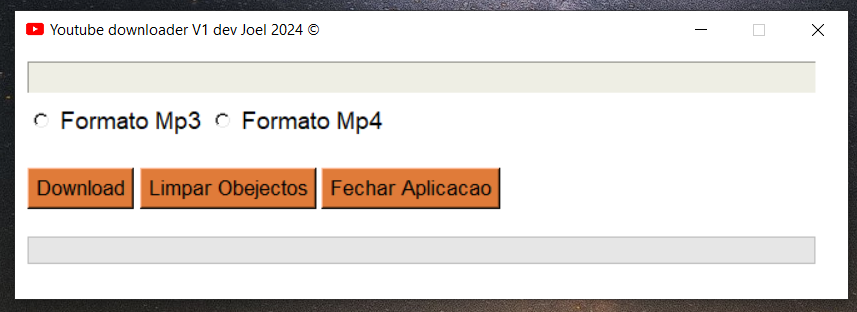 Youtube downloader V1 dev Joel 2024 ©
Formato Mp3 Formato Mp4
Download Limpar Obejectos Fechar Aplicacao